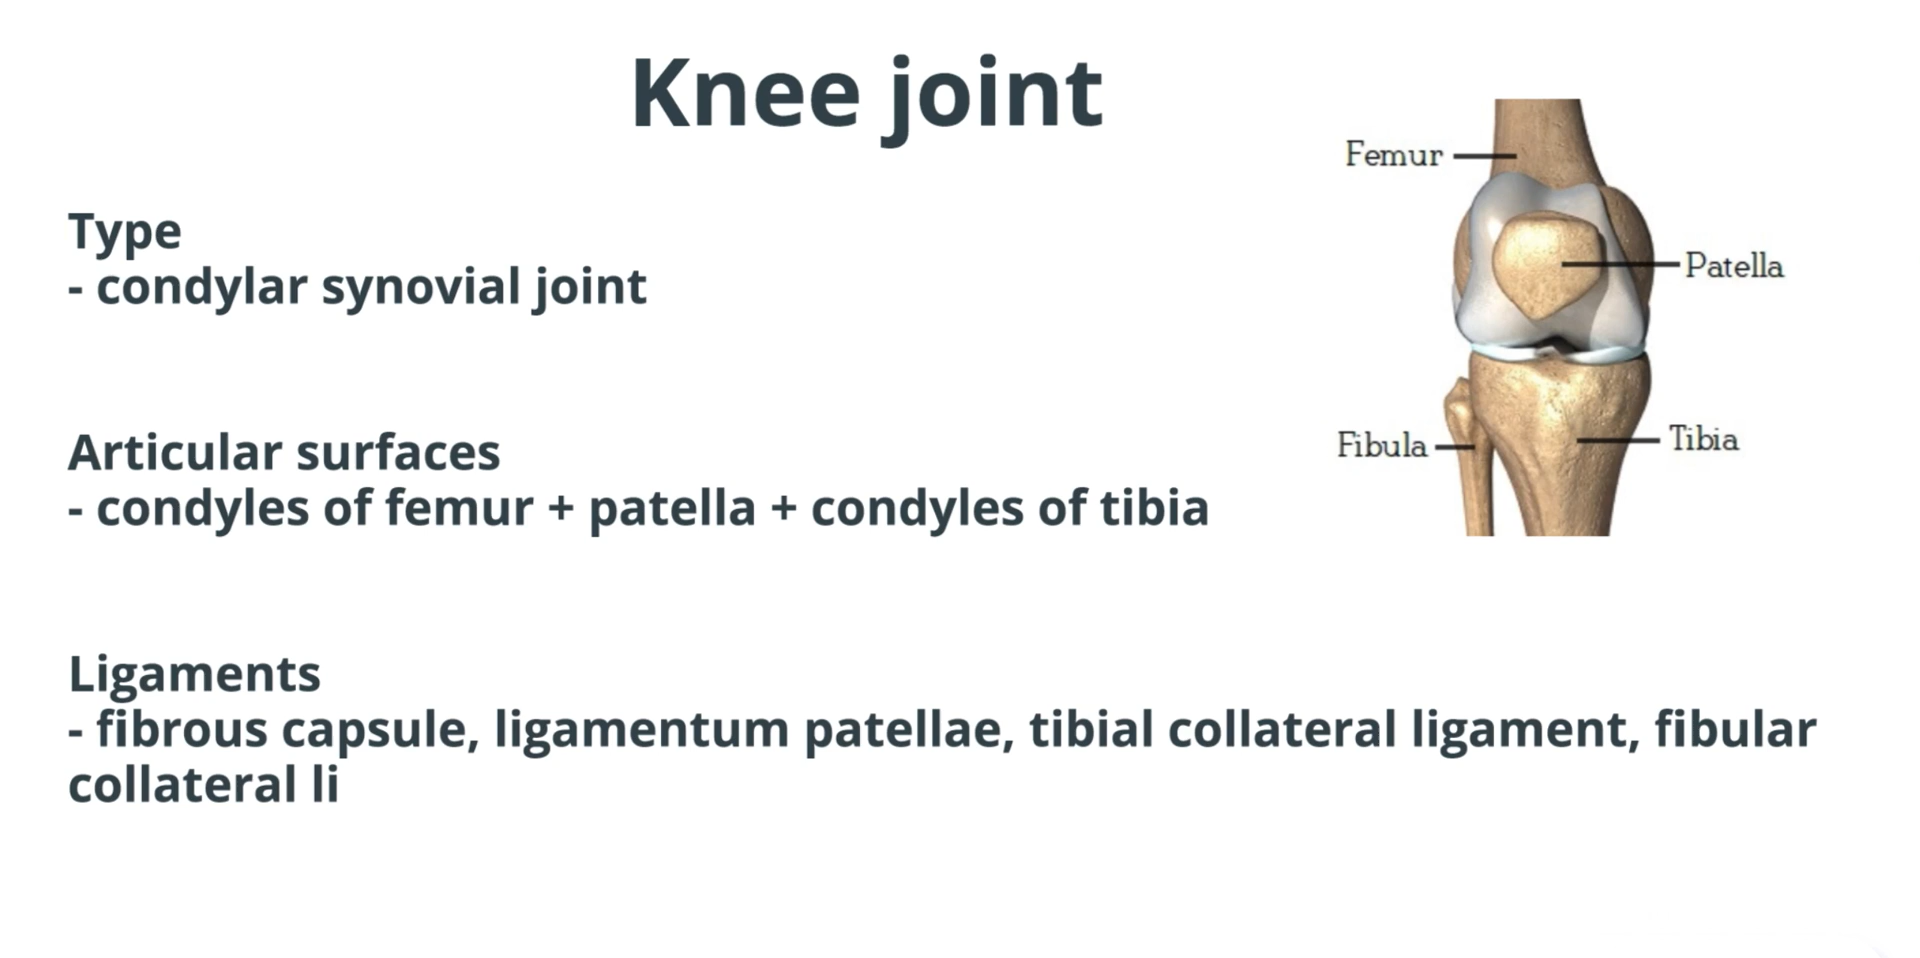 Knee joint
Femur
Type
- condylar synovial joint
Patella
Articular surfaces
Fibula
Tibia
- condyles of femur + patella + condyles of tibia
Ligaments
- fibrous capsule, ligamentum patellae, tibial collateral ligament, fibular
collateral li